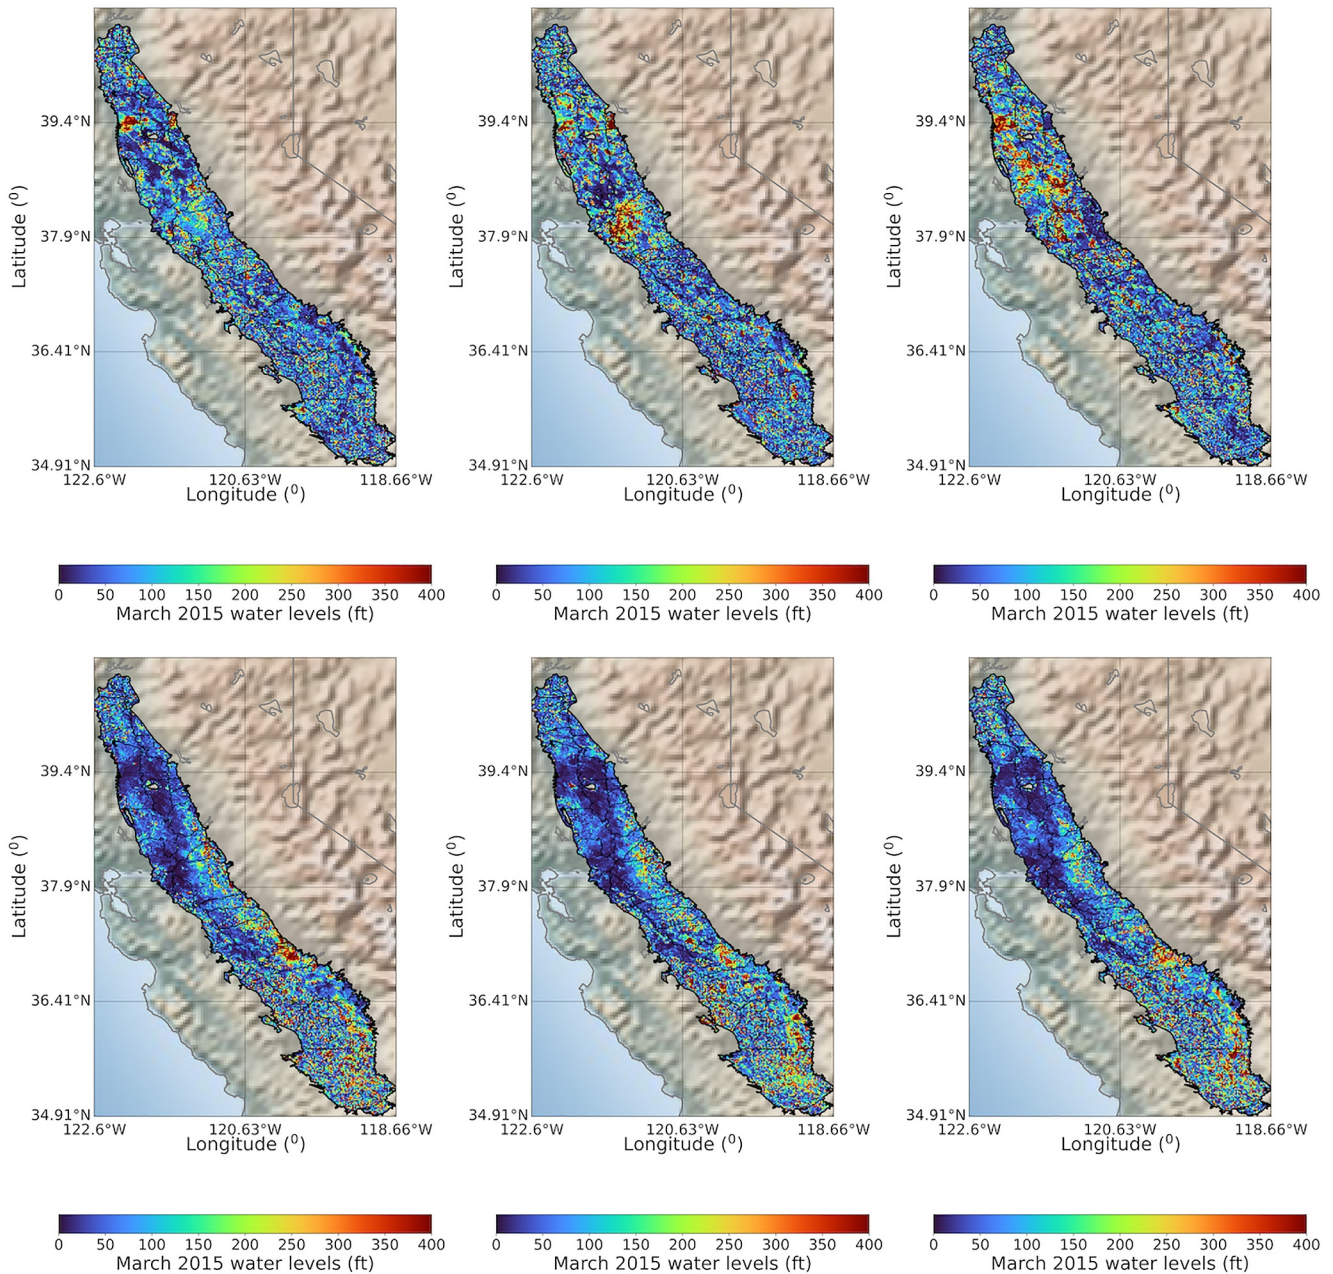 39.4°N 39.4°N 39.4°N
Latitude (⁰) Latitude (⁰) Latitude (⁰)
37.9°N 37.9°N 37.9°N
36.41°N 36.41°N 36.41°N
34.91°N 34.91°N 34.91°N
122.6°W 120.63°W 118.66°W 122.6°W 120.63°W 118.66°W 122.6°W 120.63°W 118.66°W
Longitude (⁰) Longitude (⁰) Longitude (⁰)
0 50 100 150 200 250 300 350 400 0 50 100 150 200 250 300 350 400 0 50 100 150 200 250 300 350 400
March 2015 water levels (ft) March 2015 water levels (ft) March 2015 water levels (ft)
39.4°N 39.4°N 39.4°N
Latitude (⁰) Latitude (⁰) Latitude (⁰)
37.9°N 37.9°N 37.9°N
36.41°N 36.41°N 36.41°N
34.91°N 34.91°N 34.91°N
122.6°W 120.63°W 118.66°W 122.6°W 120.63°W 118.66°W 122.6°W 120.63°W 118.66°W
Longitude (⁰) Longitude (⁰) Longitude (⁰)
0 50 100 150 200 250 300 350 400 0 50 100 150 200 250 300 350 400 0 50 100 150 200 250 300 350 400
March 2015 water levels (ft) March 2015 water levels (ft) March 2015 water levels (ft)